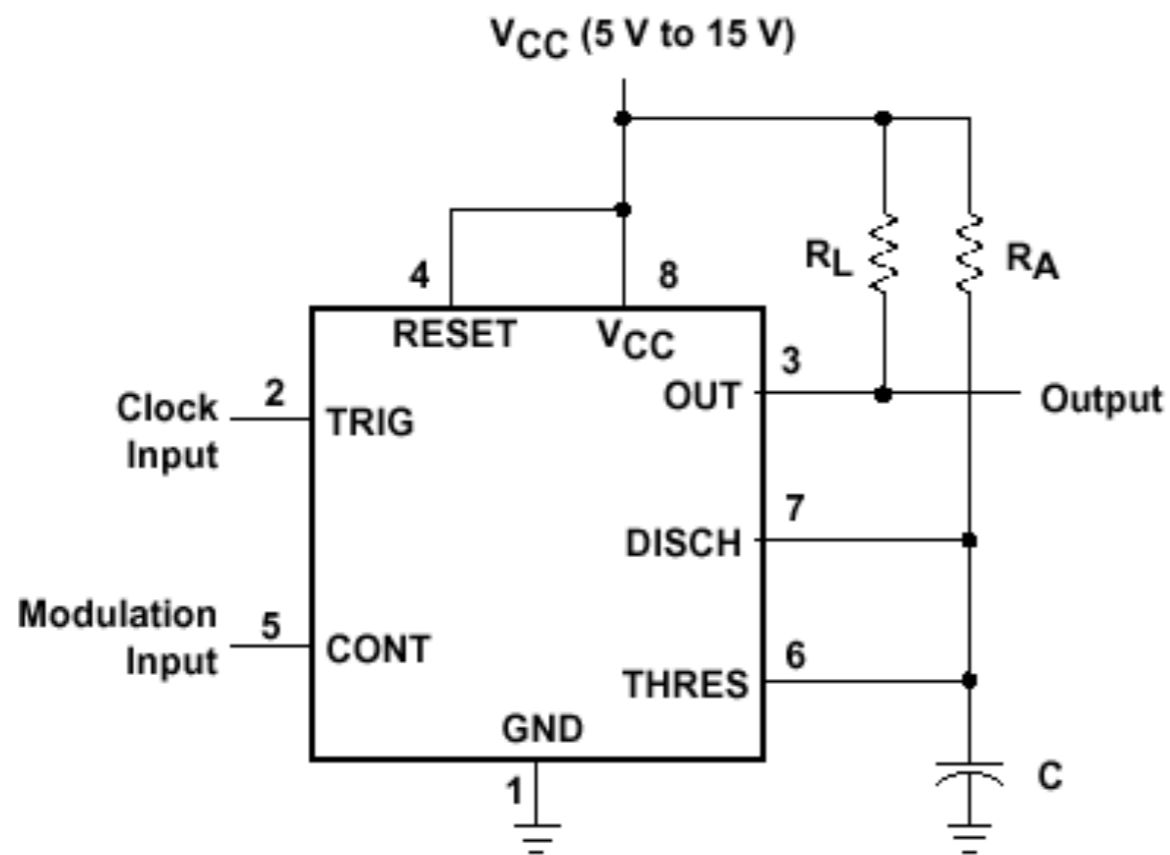 VCC (5 V to 15 V)
RL
RA
4
8
RESET
VCC
3
OUT
Output
2
Clock
Input
TRIG
7
DISCH
Modulation
Input
5
CONT
6
THRES
GND
1
C